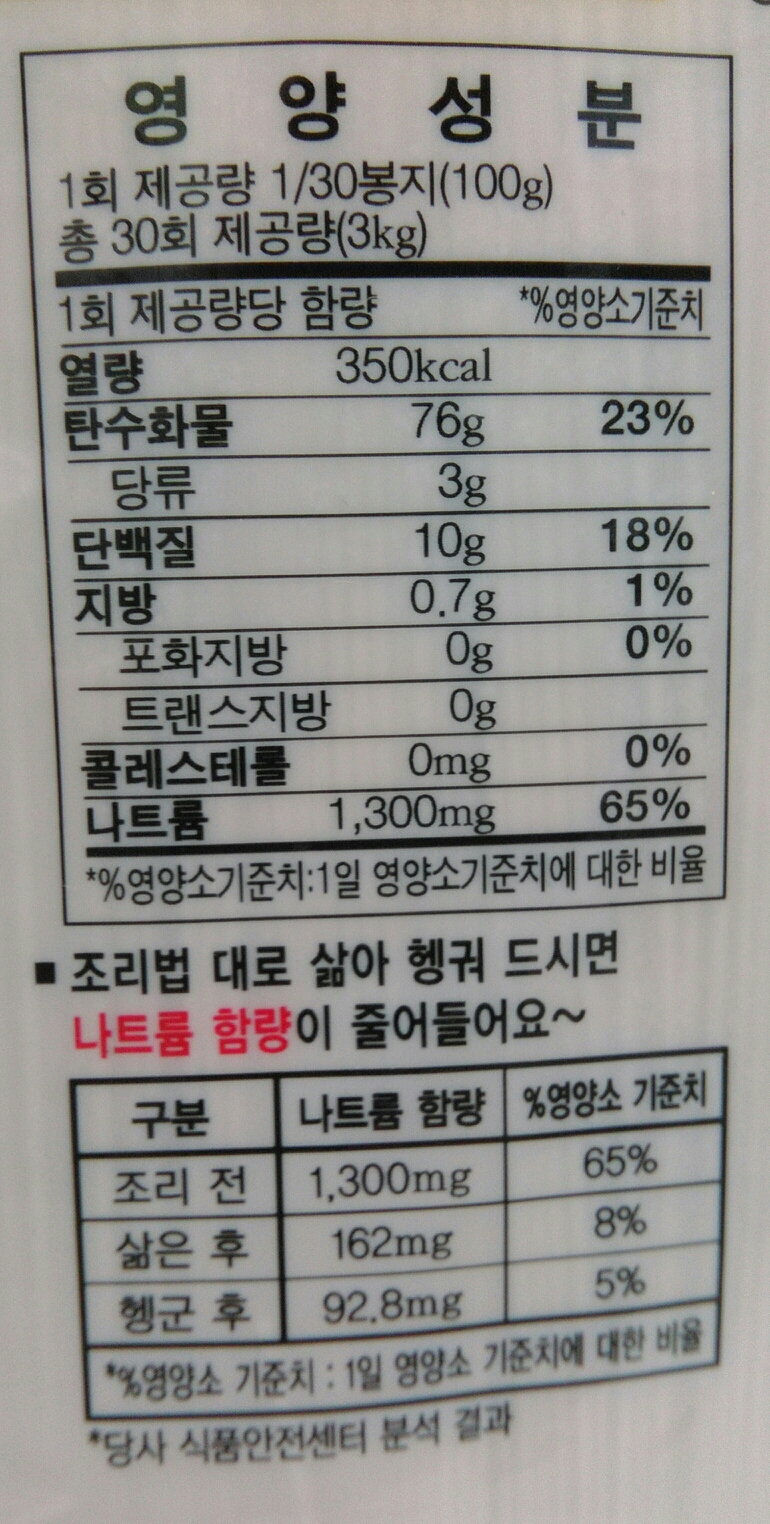 영 양 성 분
1회 제공량 1/30봉지(100g)
총 30회 제공량(3kg)
1회 제공량당 함량 *%영양소기준치
열량 350kcal
탄수화물 76g 23%
당류 3g
단백질 10g 18%
지방 0.7g 1%
포화지방 0g 0%
트랜스지방 0g
콜레스테롤 0mg 0%
나트륨 1,300mg 65%
*%영양소기준치:1일 영양소기준치에 대한 비율
■ 조리법 대로 삶아 헹궈 드시면
나트륨 함량이 줄어들어요~
구분 나트륨 함량 %영양소 기준치
조리 전 1,300mg 65%
삶은 후 162mg 8%
헹군 후 92.8mg 5%
*%영양소 기준치 : 1일 영양소 기준치에 대한 비율
*당사 식품안전센터 분석 결과